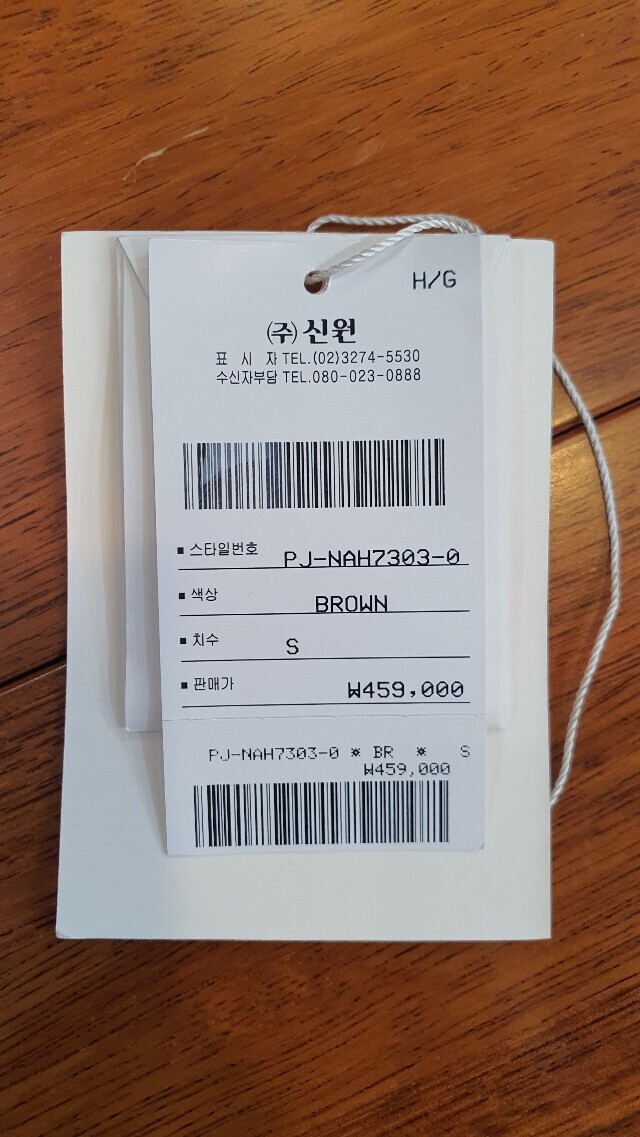 H/G
(주)신원
표 시 자 TEL.(02)3274-5530
수신자부담 TEL.080-023-0888
■ 스타일번호 PJ-NAH7303-0
■ 색상 BROWN
■ 치수 S
■ 판매가 ₩459,000
PJ-NAH7303-0 * BR * S
₩459,000